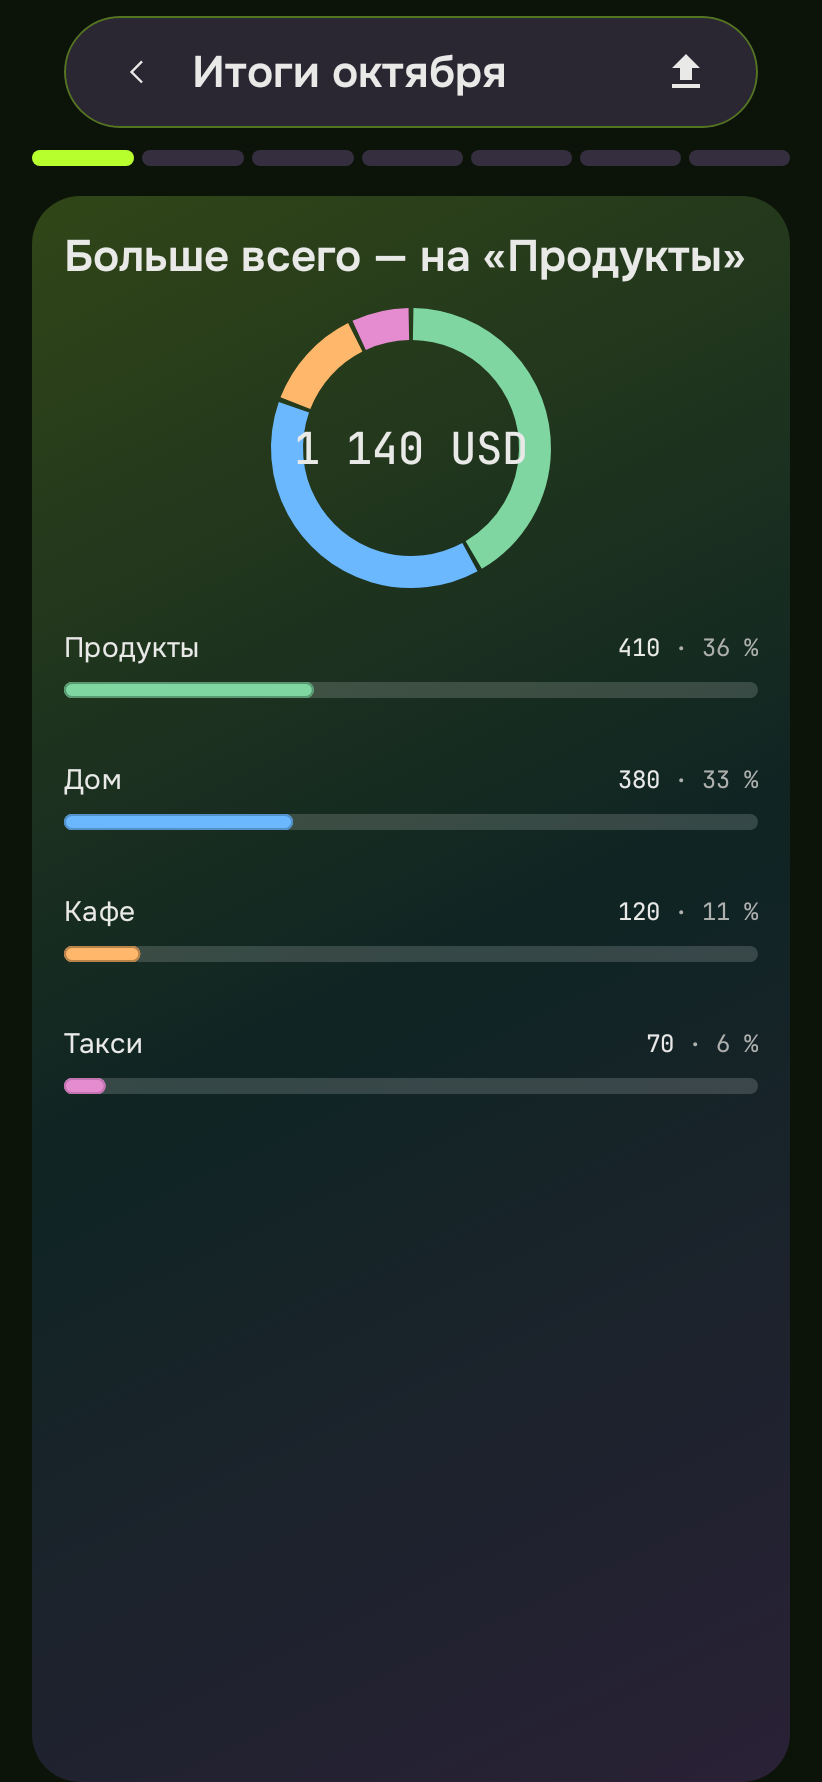 Итоги октября
Больше всего — на «Продукты»
1 140 USD
Продукты 410 · 36 %
Дом 380 · 33 %
Кафе 120 · 11 %
Такси 70 · 6 %